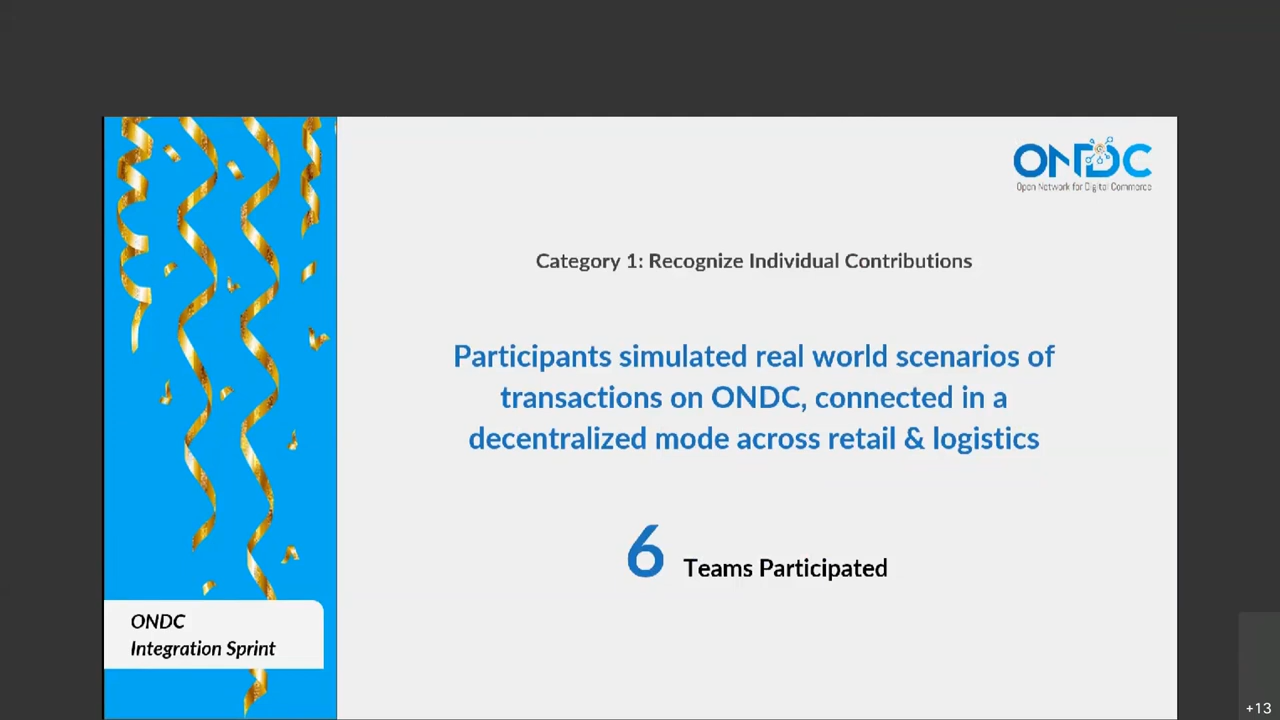 ONDC
Open Network for Digital Commerce
Category 1: Recognize Individual Contributions
Participants simulated real world scenarios of
transactions on ONDC, connected in a
decentralized mode across retail & logistics
6 Teams Participated
ONDC
Integration Sprint
+13